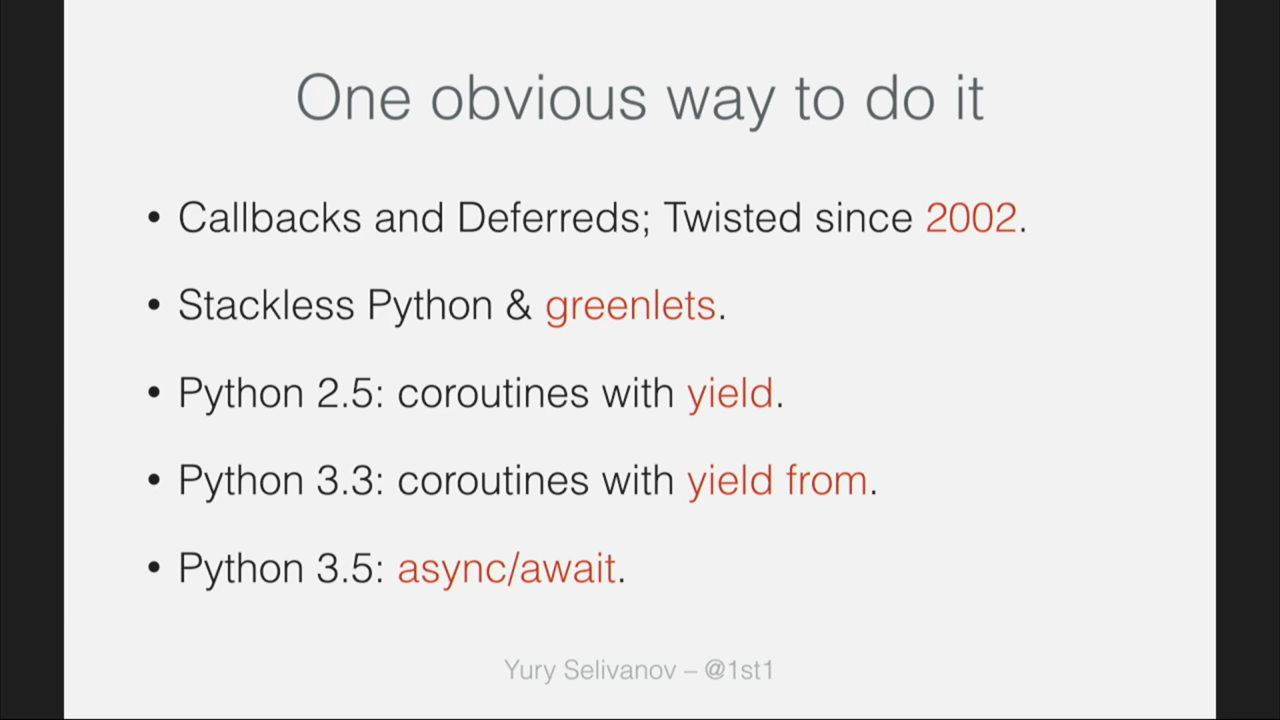 One obvious way to do it
• Callbacks and Deferreds; Twisted since 2002.
• Stackless Python & greenlets.
• Python 2.5: coroutines with yield.
• Python 3.3: coroutines with yield from.
• Python 3.5: async/await.
Yury Selivanov – @1st1